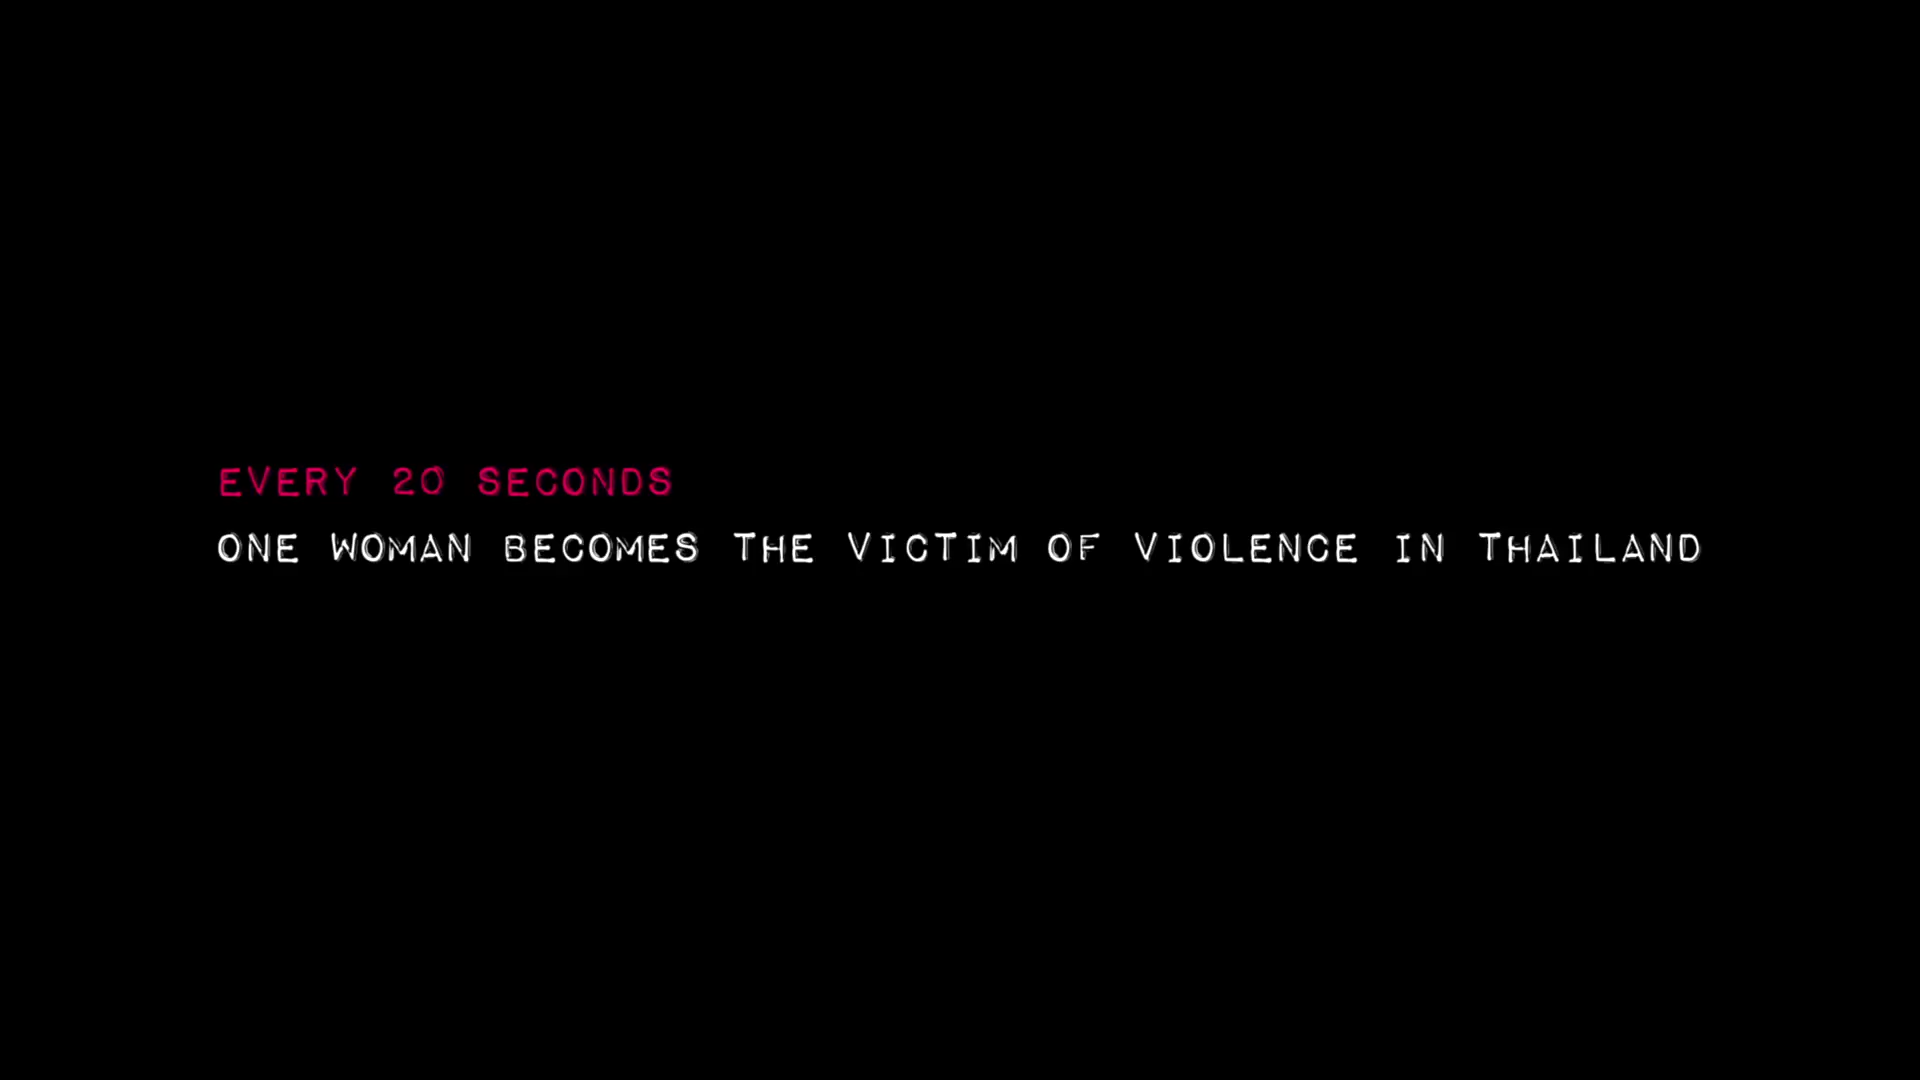 EVERY 20 SECONDS
ONE WOMAN BECOMES THE VICTIM OF VIOLENCE IN THAILAND